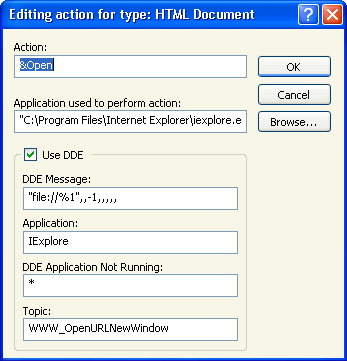 Editing action for type: HTML Document
Action:
&Open
OK
Cancel
Application used to perform action:
"C:\Program Files\Internet Explorer\iexplore.e
Browse...
Use DDE
DDE Message:
"file://%1",,-1,,,,,
Application:
IExplore
DDE Application Not Running:
*
Topic:
WWW_OpenURLNewWindow